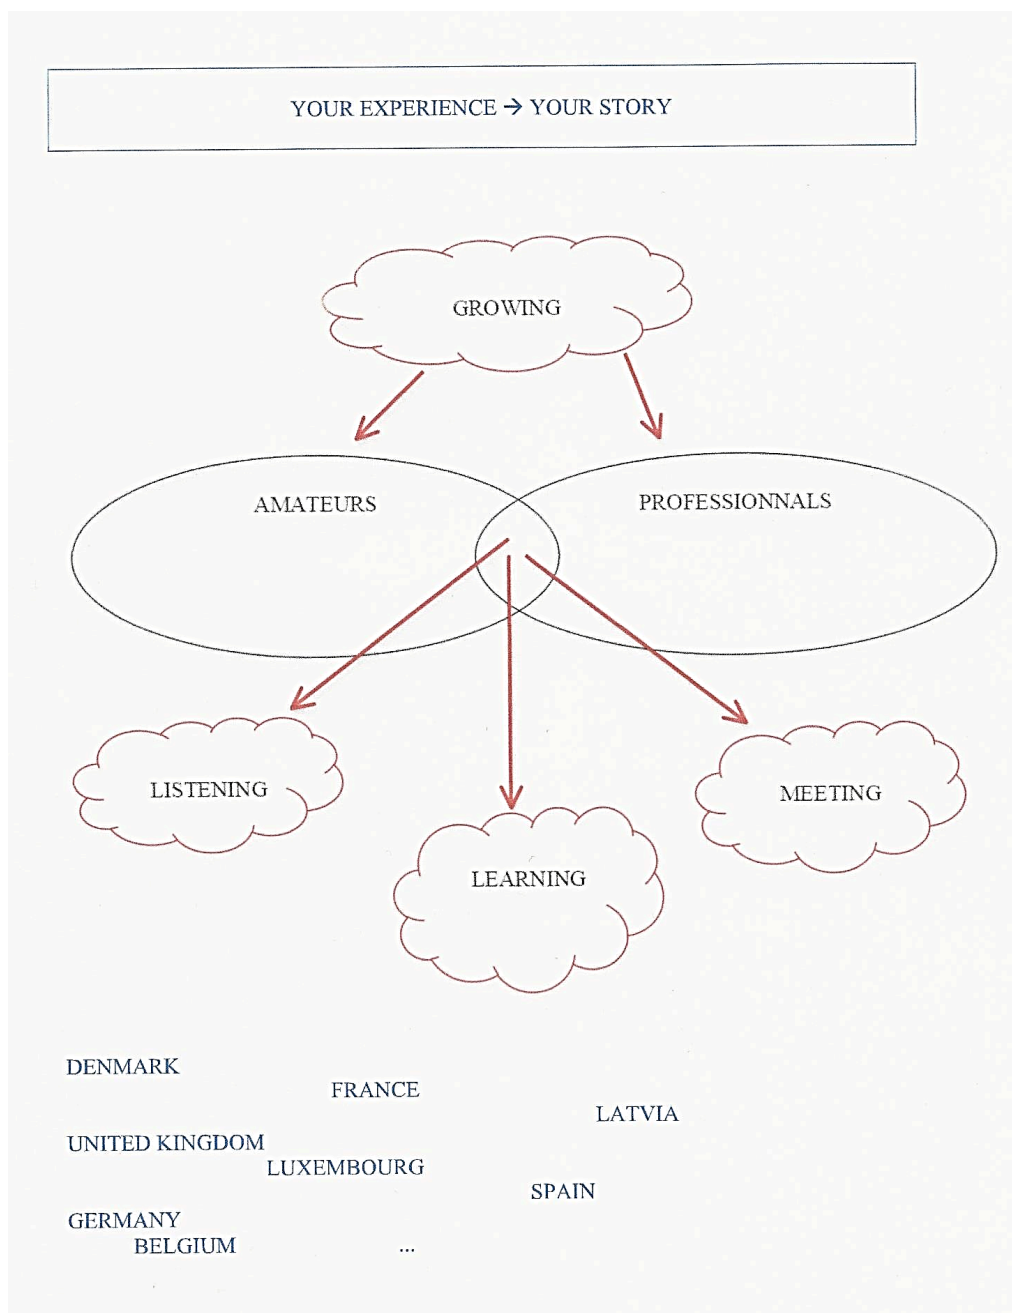 YOUR EXPERIENCE → YOUR STORY
GROWING
AMATEURS
PROFESSIONNALS
LISTENING
MEETING
LEARNING
DENMARK
FRANCE
LATVIA
UNITED KINGDOM
LUXEMBOURG
SPAIN
GERMANY
BELGIUM ...